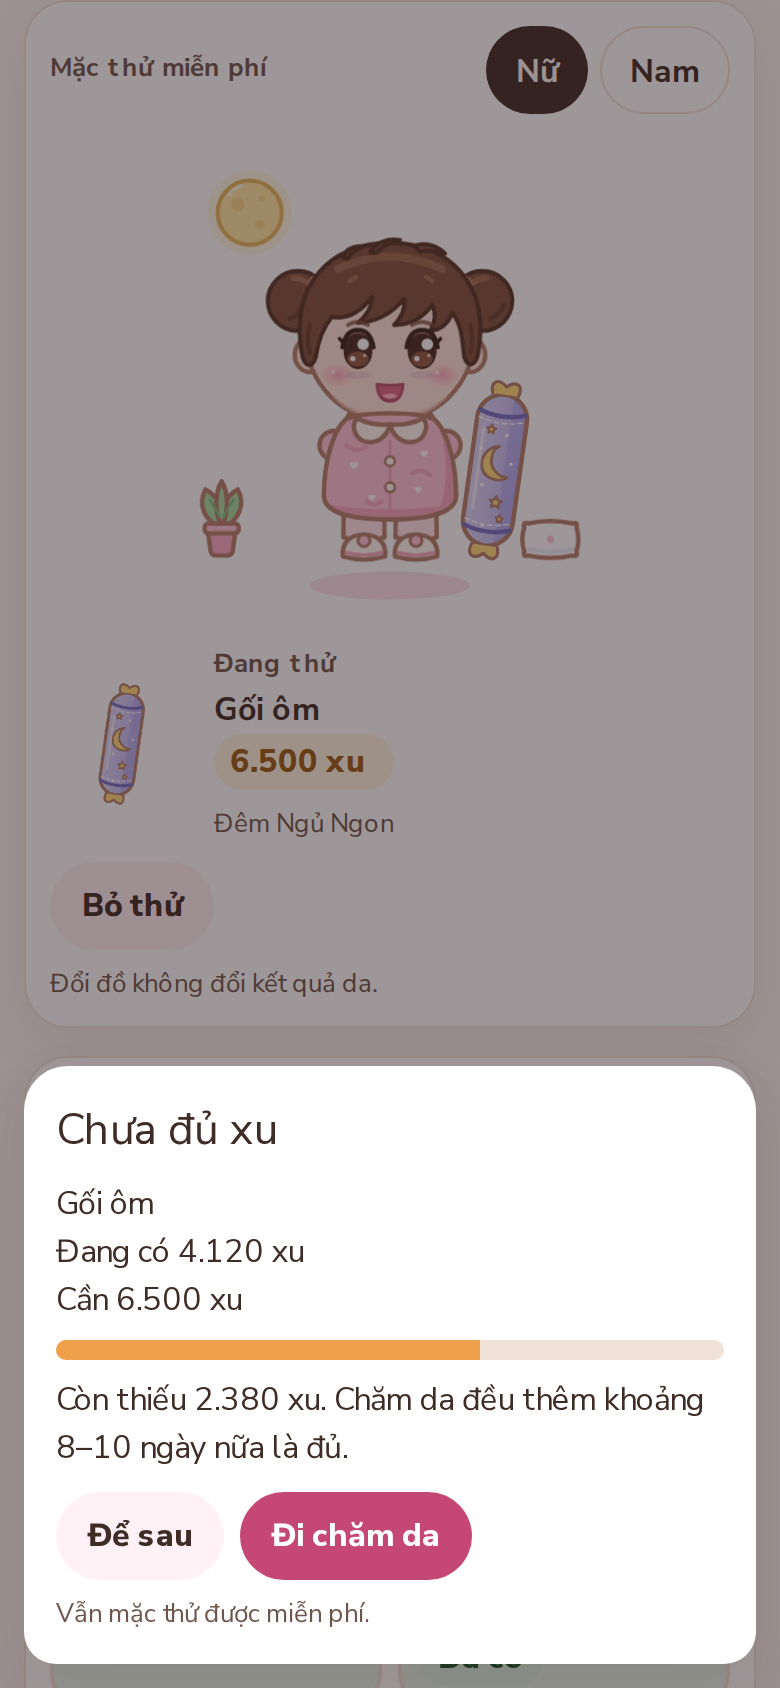 Mặc thử miễn phí
Nữ
Nam
Đang thử
Gối ôm
6.500 xu
Đêm Ngủ Ngon
Bỏ thử
Đổi đồ không đổi kết quả da.
Chưa đủ xu
Gối ôm
Đang có 4.120 xu
Cần 6.500 xu
Còn thiếu 2.380 xu. Chăm da đều thêm khoảng
8–10 ngày nữa là đủ.
Để sau
Đi chăm da
Vẫn mặc thử được miễn phí.